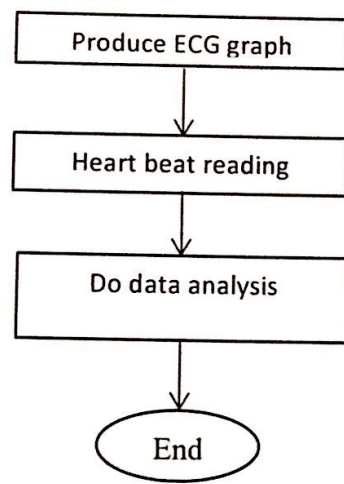 Produce ECG graph
Heart beat reading
Do data analysis
End